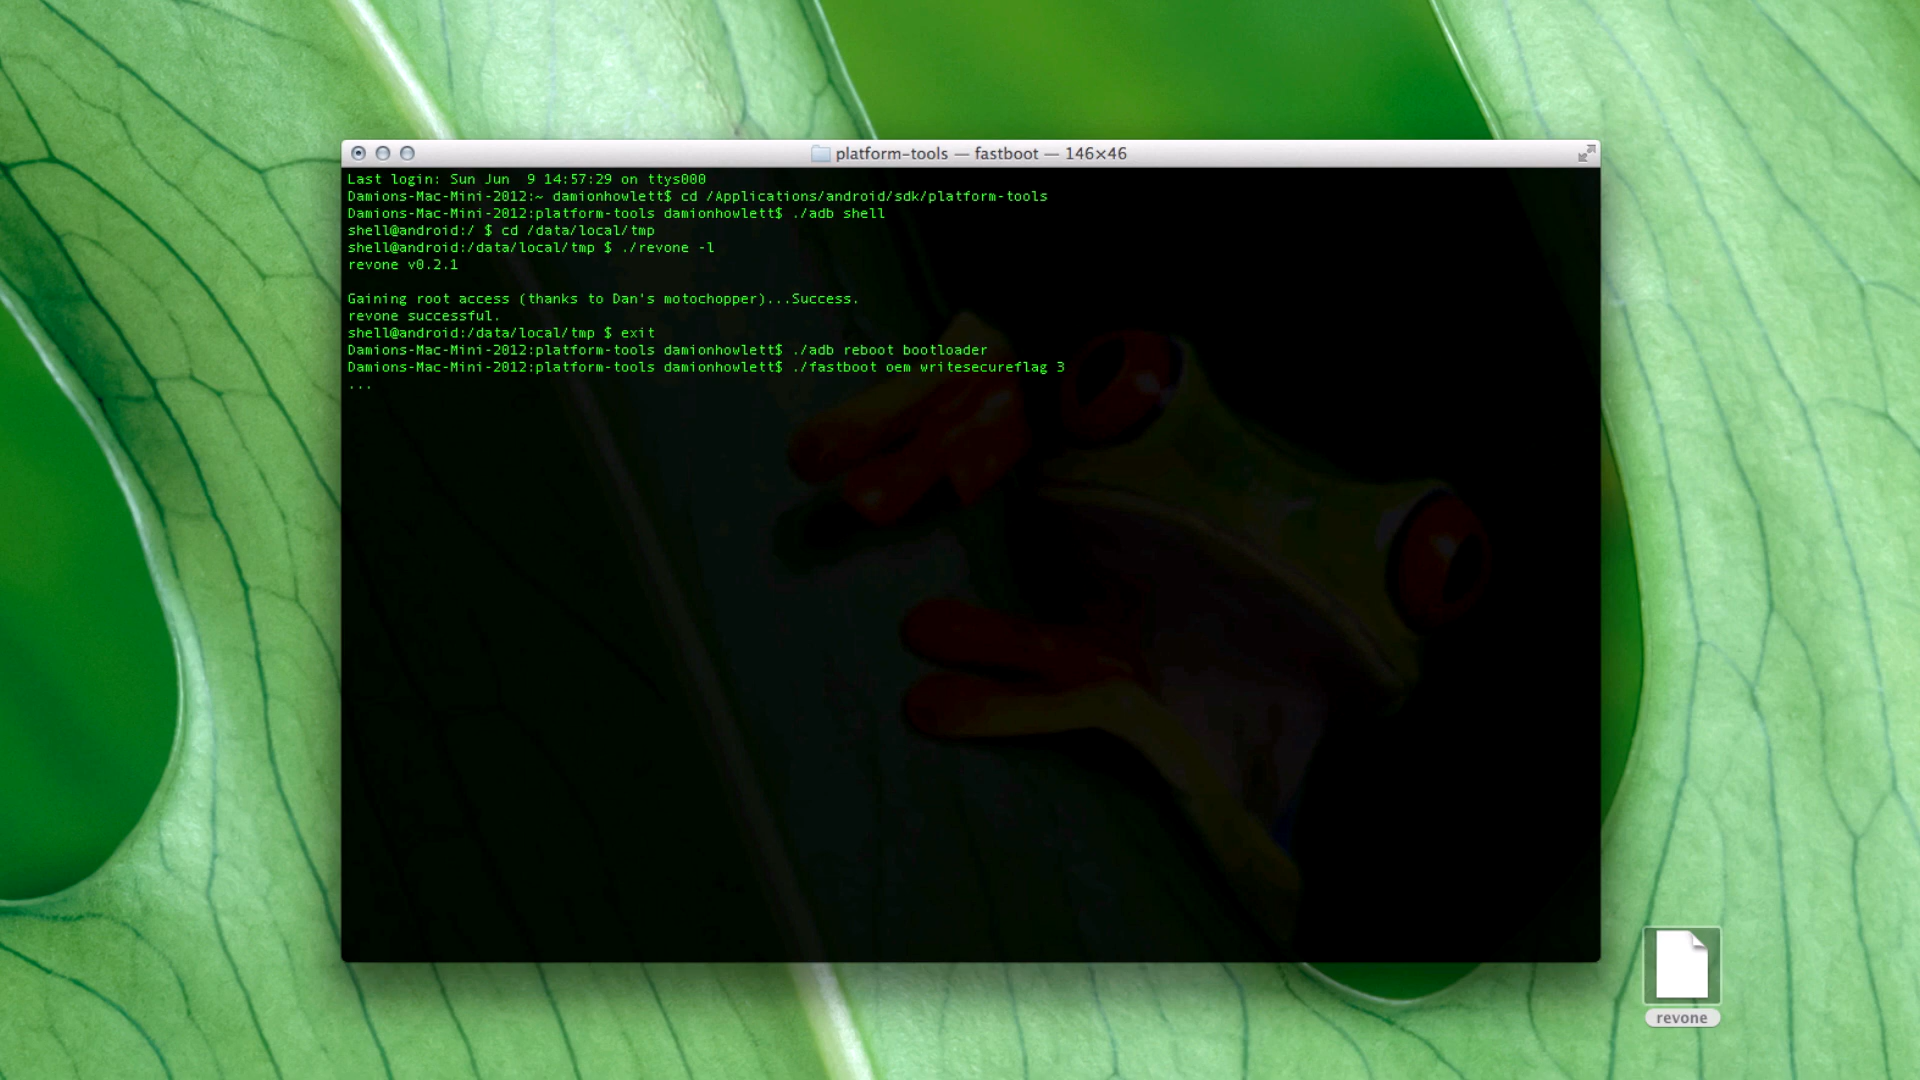 platform-tools — fastboot — 146×46
Last login: Sun Jun  9 14:57:29 on ttys000
Damions-Mac-Mini-2012:~ damionhowlett$ cd /Applications/android/sdk/platform-tools
Damions-Mac-Mini-2012:platform-tools damionhowlett$ ./adb shell
shell@android:/ $ cd /data/local/tmp
shell@android:/data/local/tmp $ ./revone -l
revone v0.2.1
Gaining root access (thanks to Dan's motochopper)...Success.
revone successful.
shell@android:/data/local/tmp $ exit
Damions-Mac-Mini-2012:platform-tools damionhowlett$ ./adb reboot bootloader
Damions-Mac-Mini-2012:platform-tools damionhowlett$ ./fastboot oem writesecureflag 3
...
revone